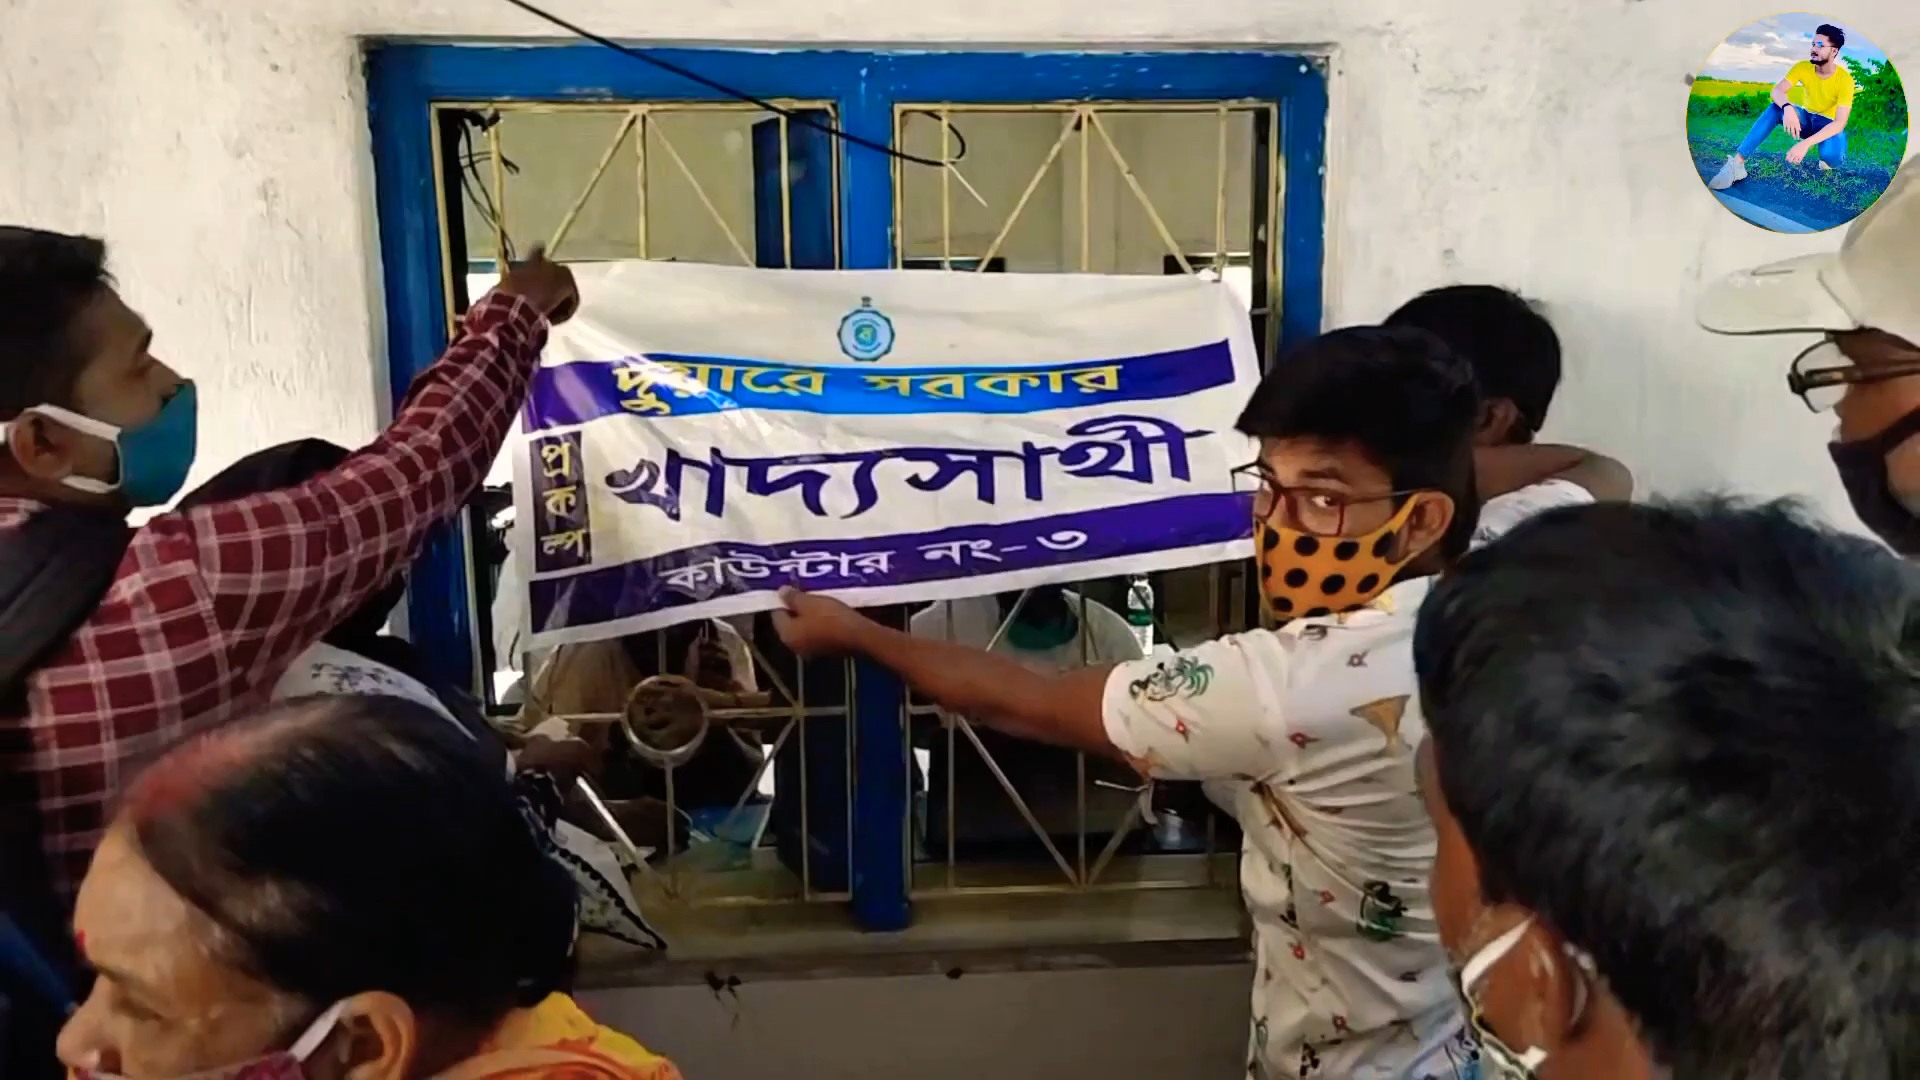 দুয়ারে সরকার
প্রকল্প
খাদ্যসাথী
কাউন্টার নং-৩